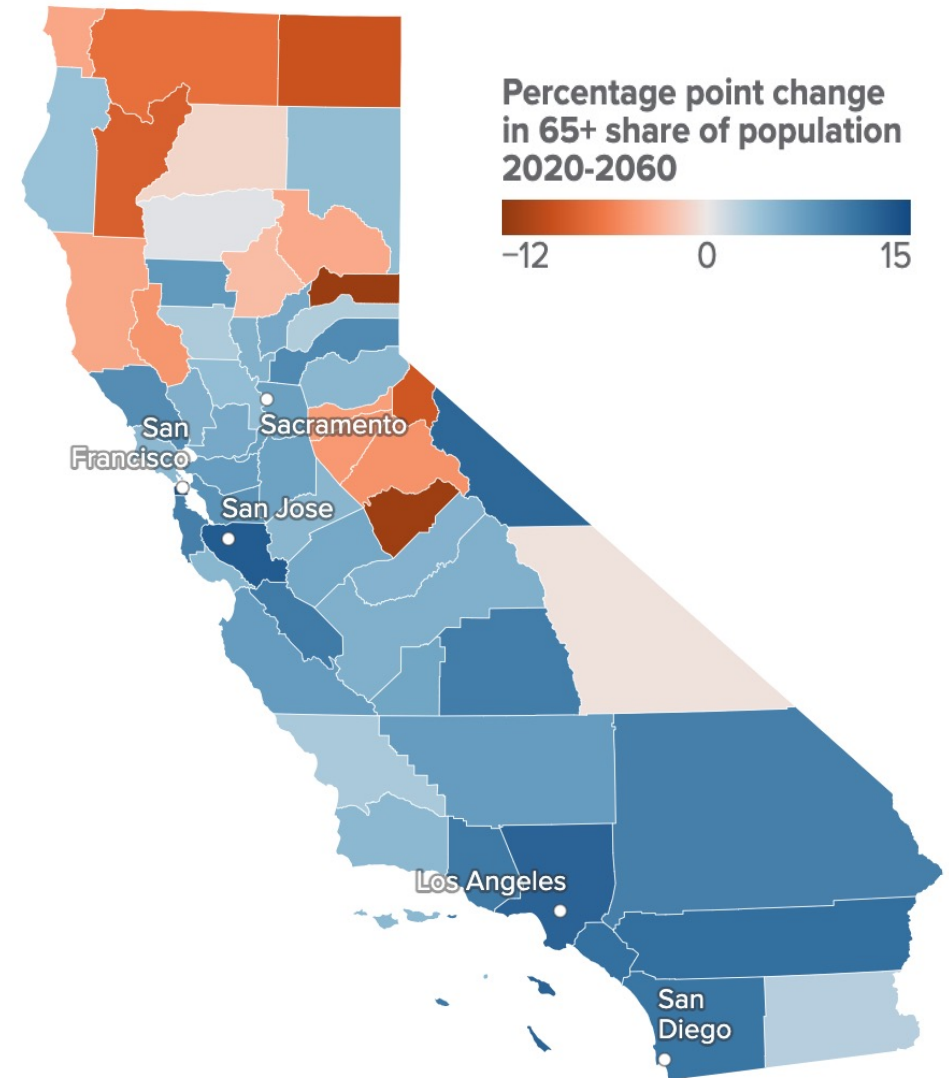 Percentage point change
in 65+ share of population
2020-2060
−12
0
15
Sacramento
San
Francisco
San Jose
Los Angeles
San
Diego